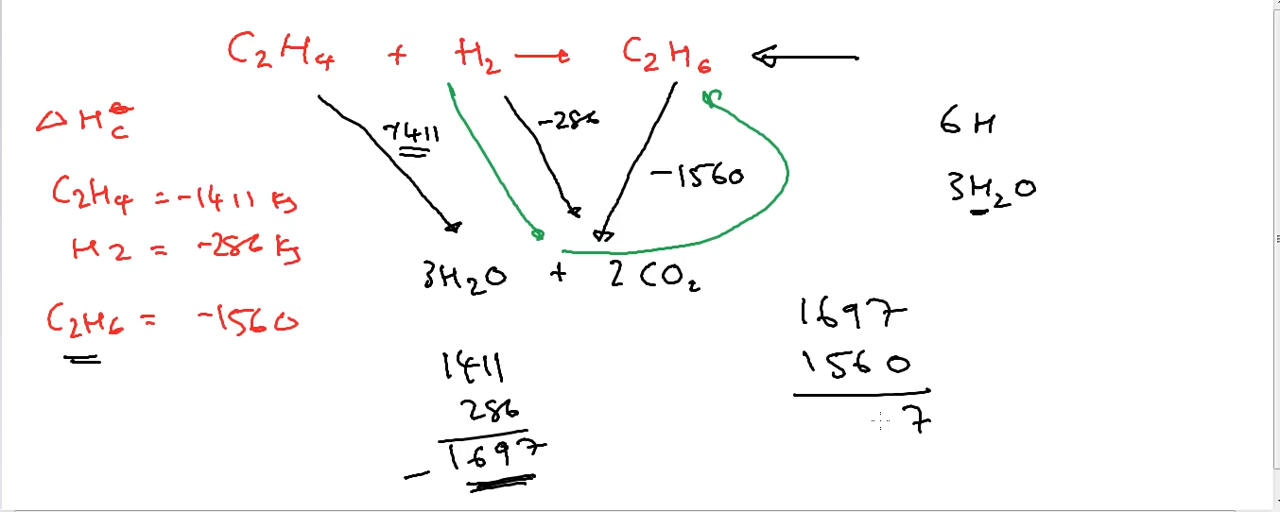 C₂H₄ + H₂ → C₂H₆ ←
ΔH_c^⊖
C₂H₄ = -1411 KJ
H2 = -286 KJ
C₂H₆ = -1560
-1411
-286
-1560
3H₂O + 2CO₂
6H
3H₂O
1411
286
-1697
1697
1560
7